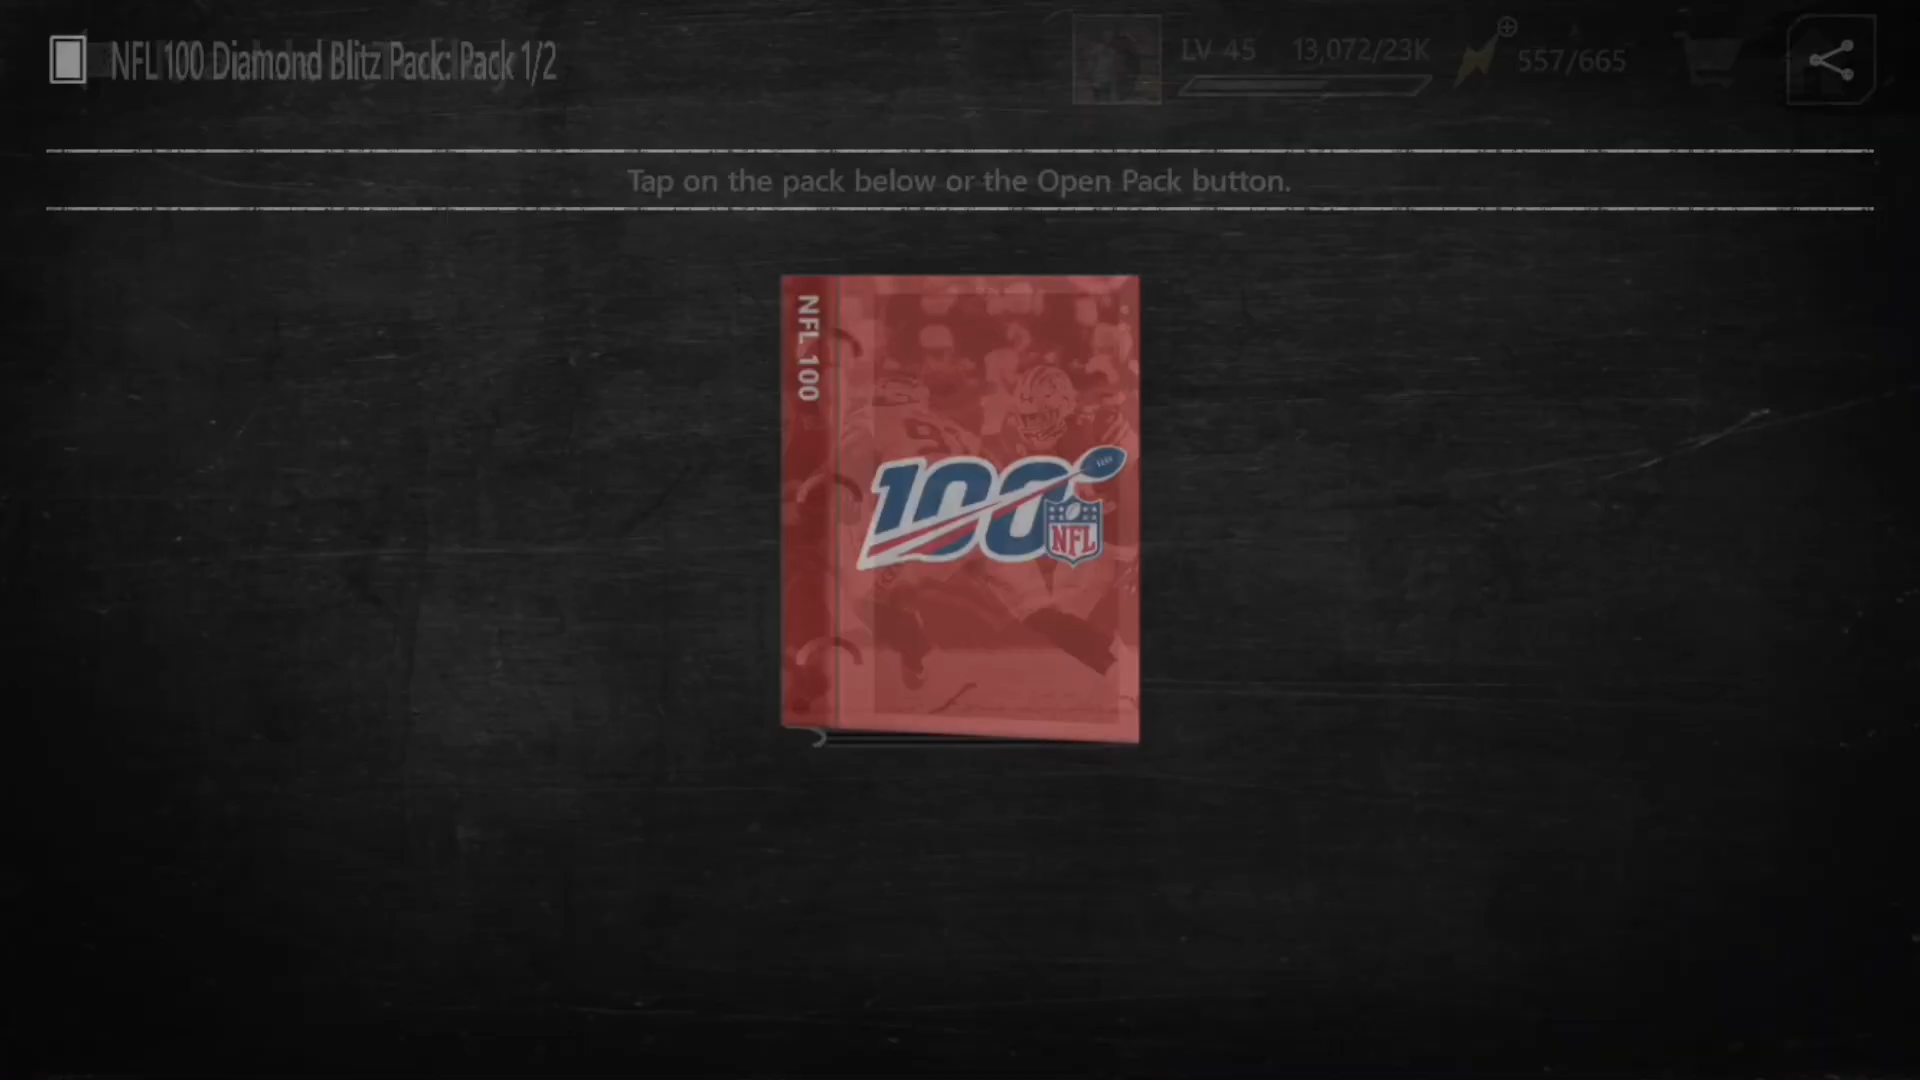 NFL 100 Diamond Blitz Pack: Pack 1/2
LV 45 13,072/23K
557/665
Tap on the pack below or the Open Pack button.
NFL 100
100
NFL